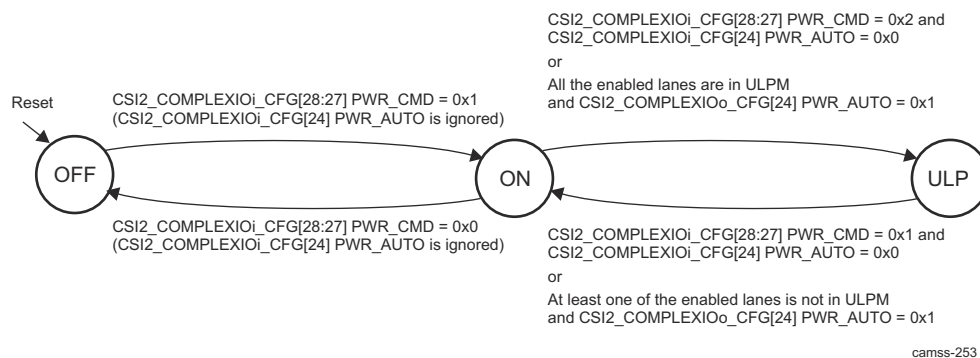 CSI2_COMPLEXIOi_CFG[28:27] PWR_CMD = 0x2 and
CSI2_COMPLEXIOi_CFG[24] PWR_AUTO = 0x0
or
All the enabled lanes are in ULPM
and CSI2_COMPLEXIOo_CFG[24] PWR_AUTO = 0x1
Reset
CSI2_COMPLEXIOi_CFG[28:27] PWR_CMD = 0x1
(CSI2_COMPLEXIOi_CFG[24] PWR_AUTO is ignored)
OFF
ON
ULP
CSI2_COMPLEXIOi_CFG[28:27] PWR_CMD = 0x0
(CSI2_COMPLEXIOi_CFG[24] PWR_AUTO is ignored)
CSI2_COMPLEXIOi_CFG[28:27] PWR_CMD = 0x1 and
CSI2_COMPLEXIOi_CFG[24] PWR_AUTO = 0x0
or
At least one of the enabled lanes is not in ULPM
and CSI2_COMPLEXIOo_CFG[24] PWR_AUTO = 0x1
camss-253